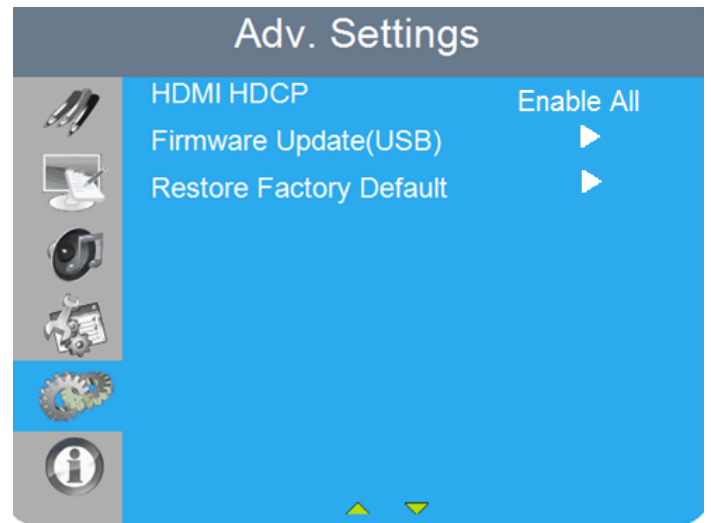 Adv. Settings
HDMI HDCP Enable All
Firmware Update(USB)
Restore Factory Default